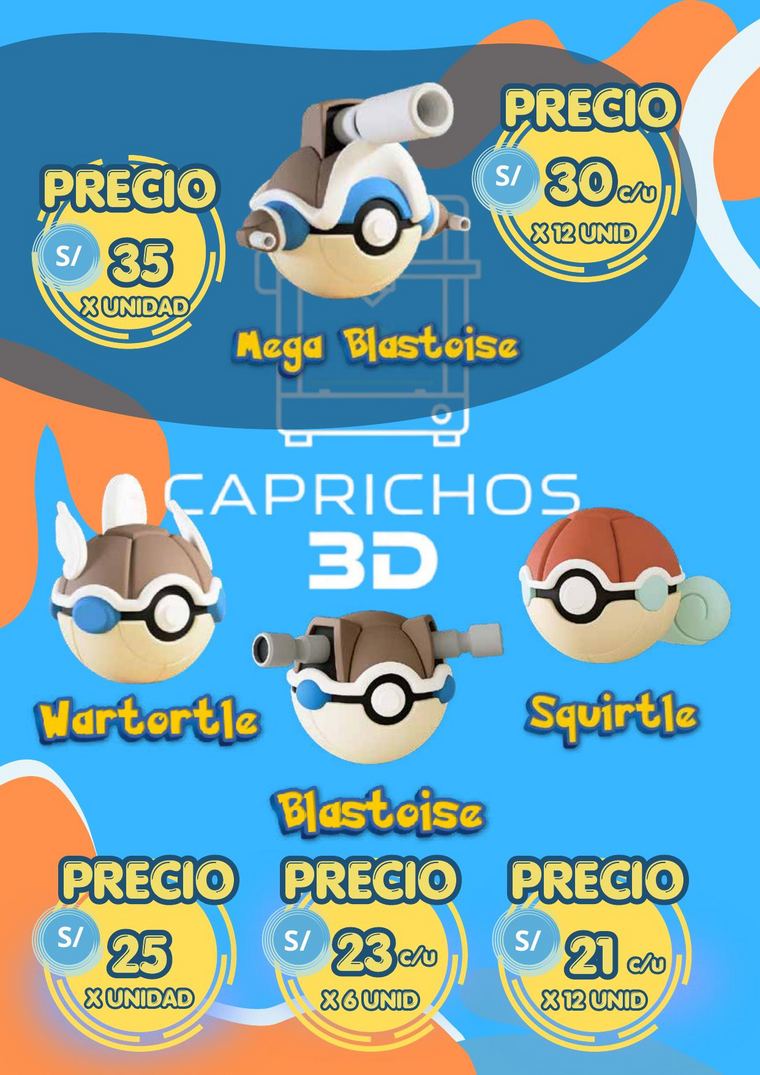 PRECIO
S/ 30 c/u
X 12 UNID
PRECIO
S/ 35
X UNIDAD
Mega Blastoise
CAPRICHOS
3D
Wartortle
Squirtle
Blastoise
PRECIO
S/ 25
X UNIDAD
PRECIO
S/ 23 c/u
X 6 UNID
PRECIO
S/ 21 c/u
X 12 UNID